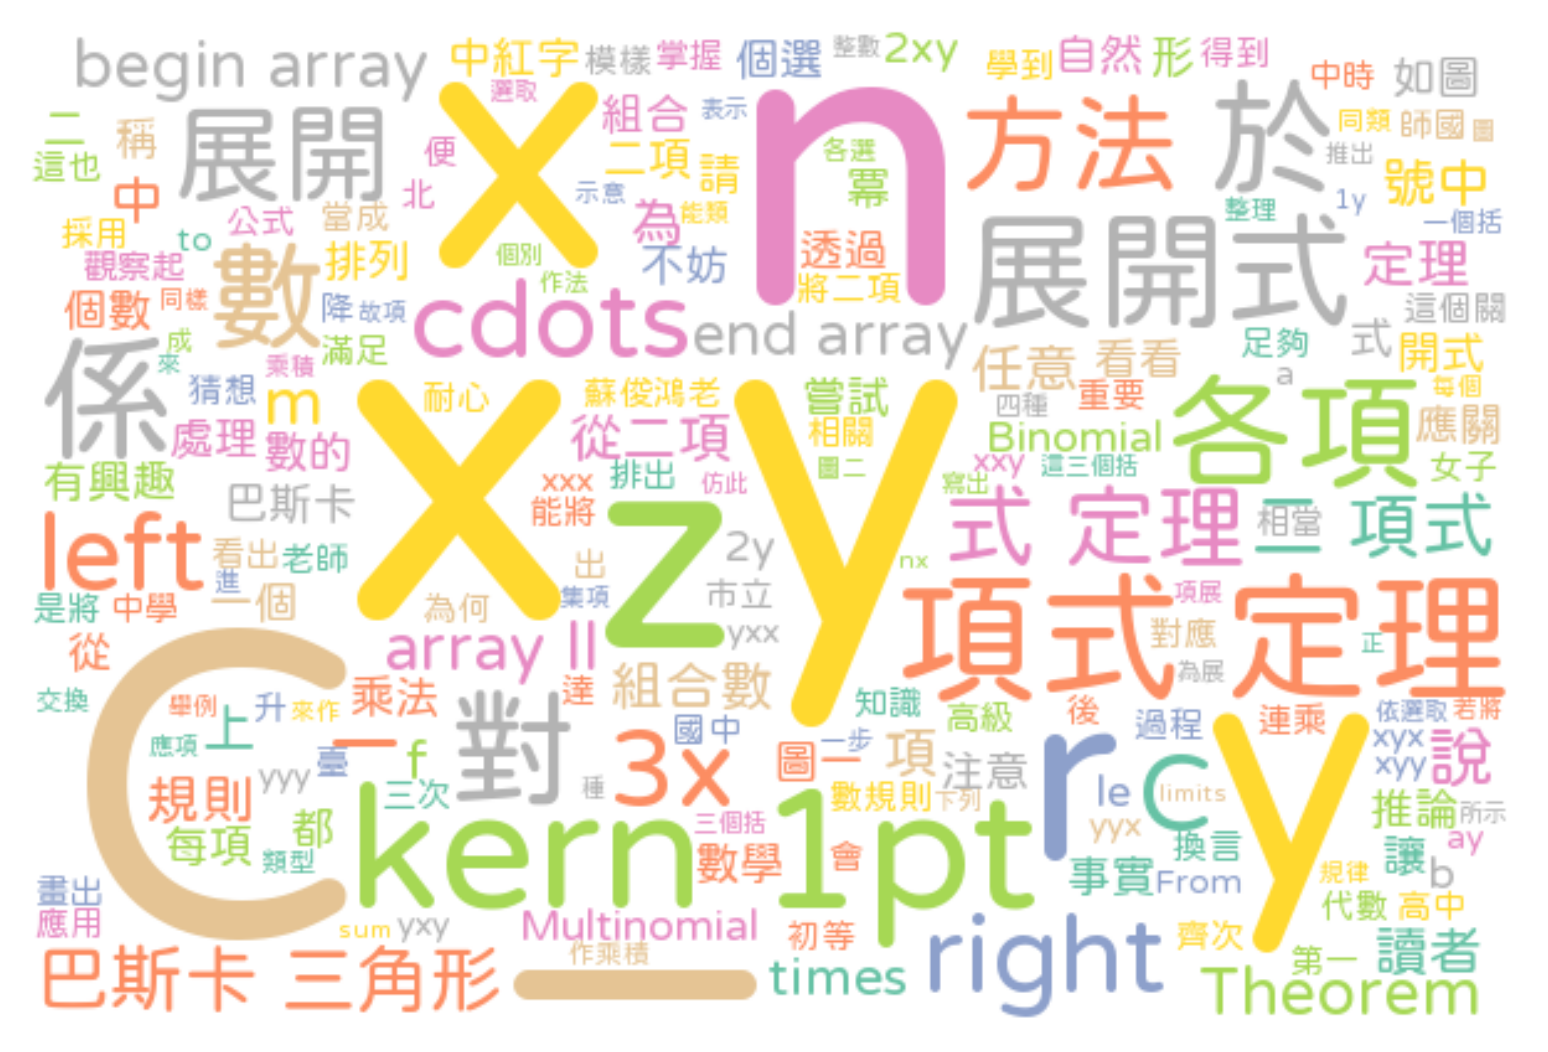 begin array 中紅字 模樣 掌握 個選 整數 2xy 學到 自然 形 得到 中時 如圖
選取 x n 方法 於
二 稱 展開 便 組合 表示 二項 請 各選 冪 同類 師國 圖
這也 中 北 示意 推出 號中
採用 to 公式 當成 為 能類 整理 1y 一個括
觀察起 數 排列 個別 不妨 透過 展開式 定理
個數 同樣 降 故項 作法 將二項 這個關
成 滿足 cdots end array 足夠 式 開式
係 來 乘積 任意 看看 a
猜想 m 耐心 x 蘇俊鴻老 y 嘗試 四種 重要 各項 每個
處理 數的 從二項 相關 Binomial 應關
有興趣 xxx 排出 仿此 圖二 寫出 xxy 這三個括 女子
巴斯卡 能將 z 2y 式 定理 相當 二 項式
left 看出 老師 出 nx
進 一個 集項 市立 項式定理 項展
是將 中學 為何 yxx 對應 正
從 array ll 為展
C 交換 舉例 升 來作 乘法 達 組合數 知識 高級 後 過程 連乘 y 依選取 若將
應項 上 臺 一 f 對 國中 圖一 一步 項 注意 r c xyx 說
規則 yyy 三次 種 3x 數規則 下列 le limits xyy
每項 都 類型 kern 1pt 三個括 yyx 換言 推論 所示
畫出 數學 會 事實 From 規律 讓 b ay
應用 sum yxy Multinomial 初等 right 齊次 代數 高中
巴斯卡 三角形 作乘積 一 times 第一 讀者
Theorem